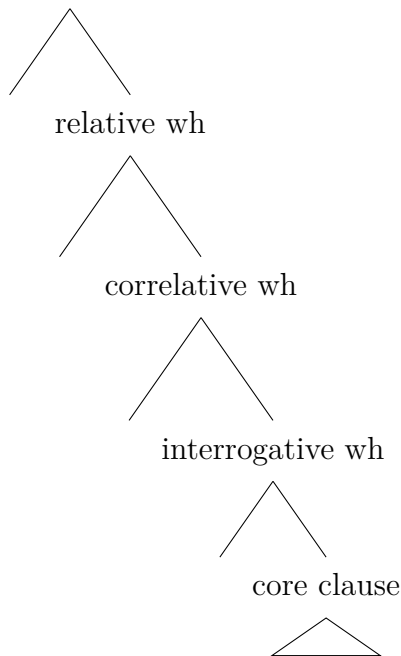 relative wh
correlative wh
interrogative wh
core clause